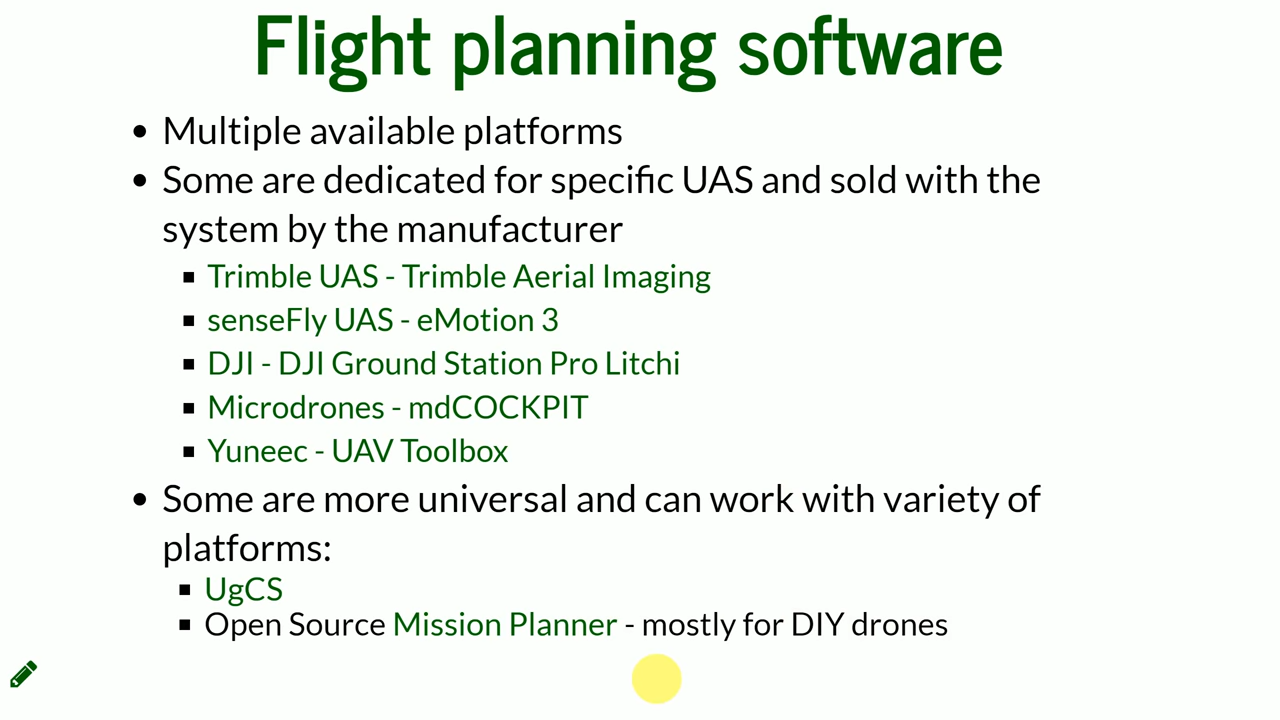 Flight planning software
Multiple available platforms
Some are dedicated for specific UAS and sold with the
system by the manufacturer
Trimble UAS - Trimble Aerial Imaging
senseFly UAS - eMotion 3
DJI - DJI Ground Station Pro Litchi
Microdrones - mdCOCKPIT
Yuneec - UAV Toolbox
Some are more universal and can work with variety of
platforms:
UgCS
Open Source Mission Planner - mostly for DIY drones